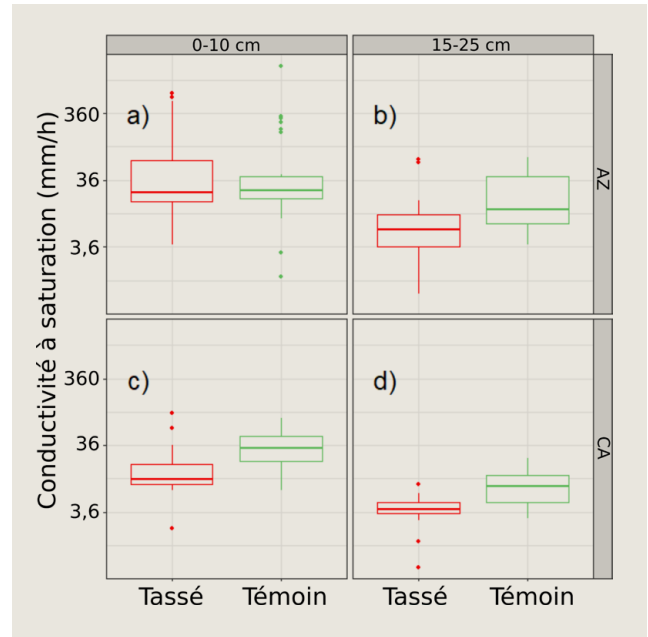 0-10 cm
15-25 cm
Conductivité à saturation (mm/h)
360
36
3,6
a)
b)
AZ
360
36
3,6
c)
d)
CA
Tassé
Témoin
Tassé
Témoin